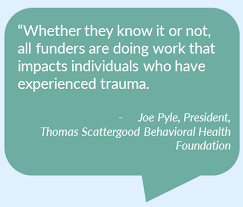 “Whether they know it or not,
all funders are doing work that
impacts individuals who have
experienced trauma.
- Joe Pyle, President,
Thomas Scattergood Behavioral Health
Foundation